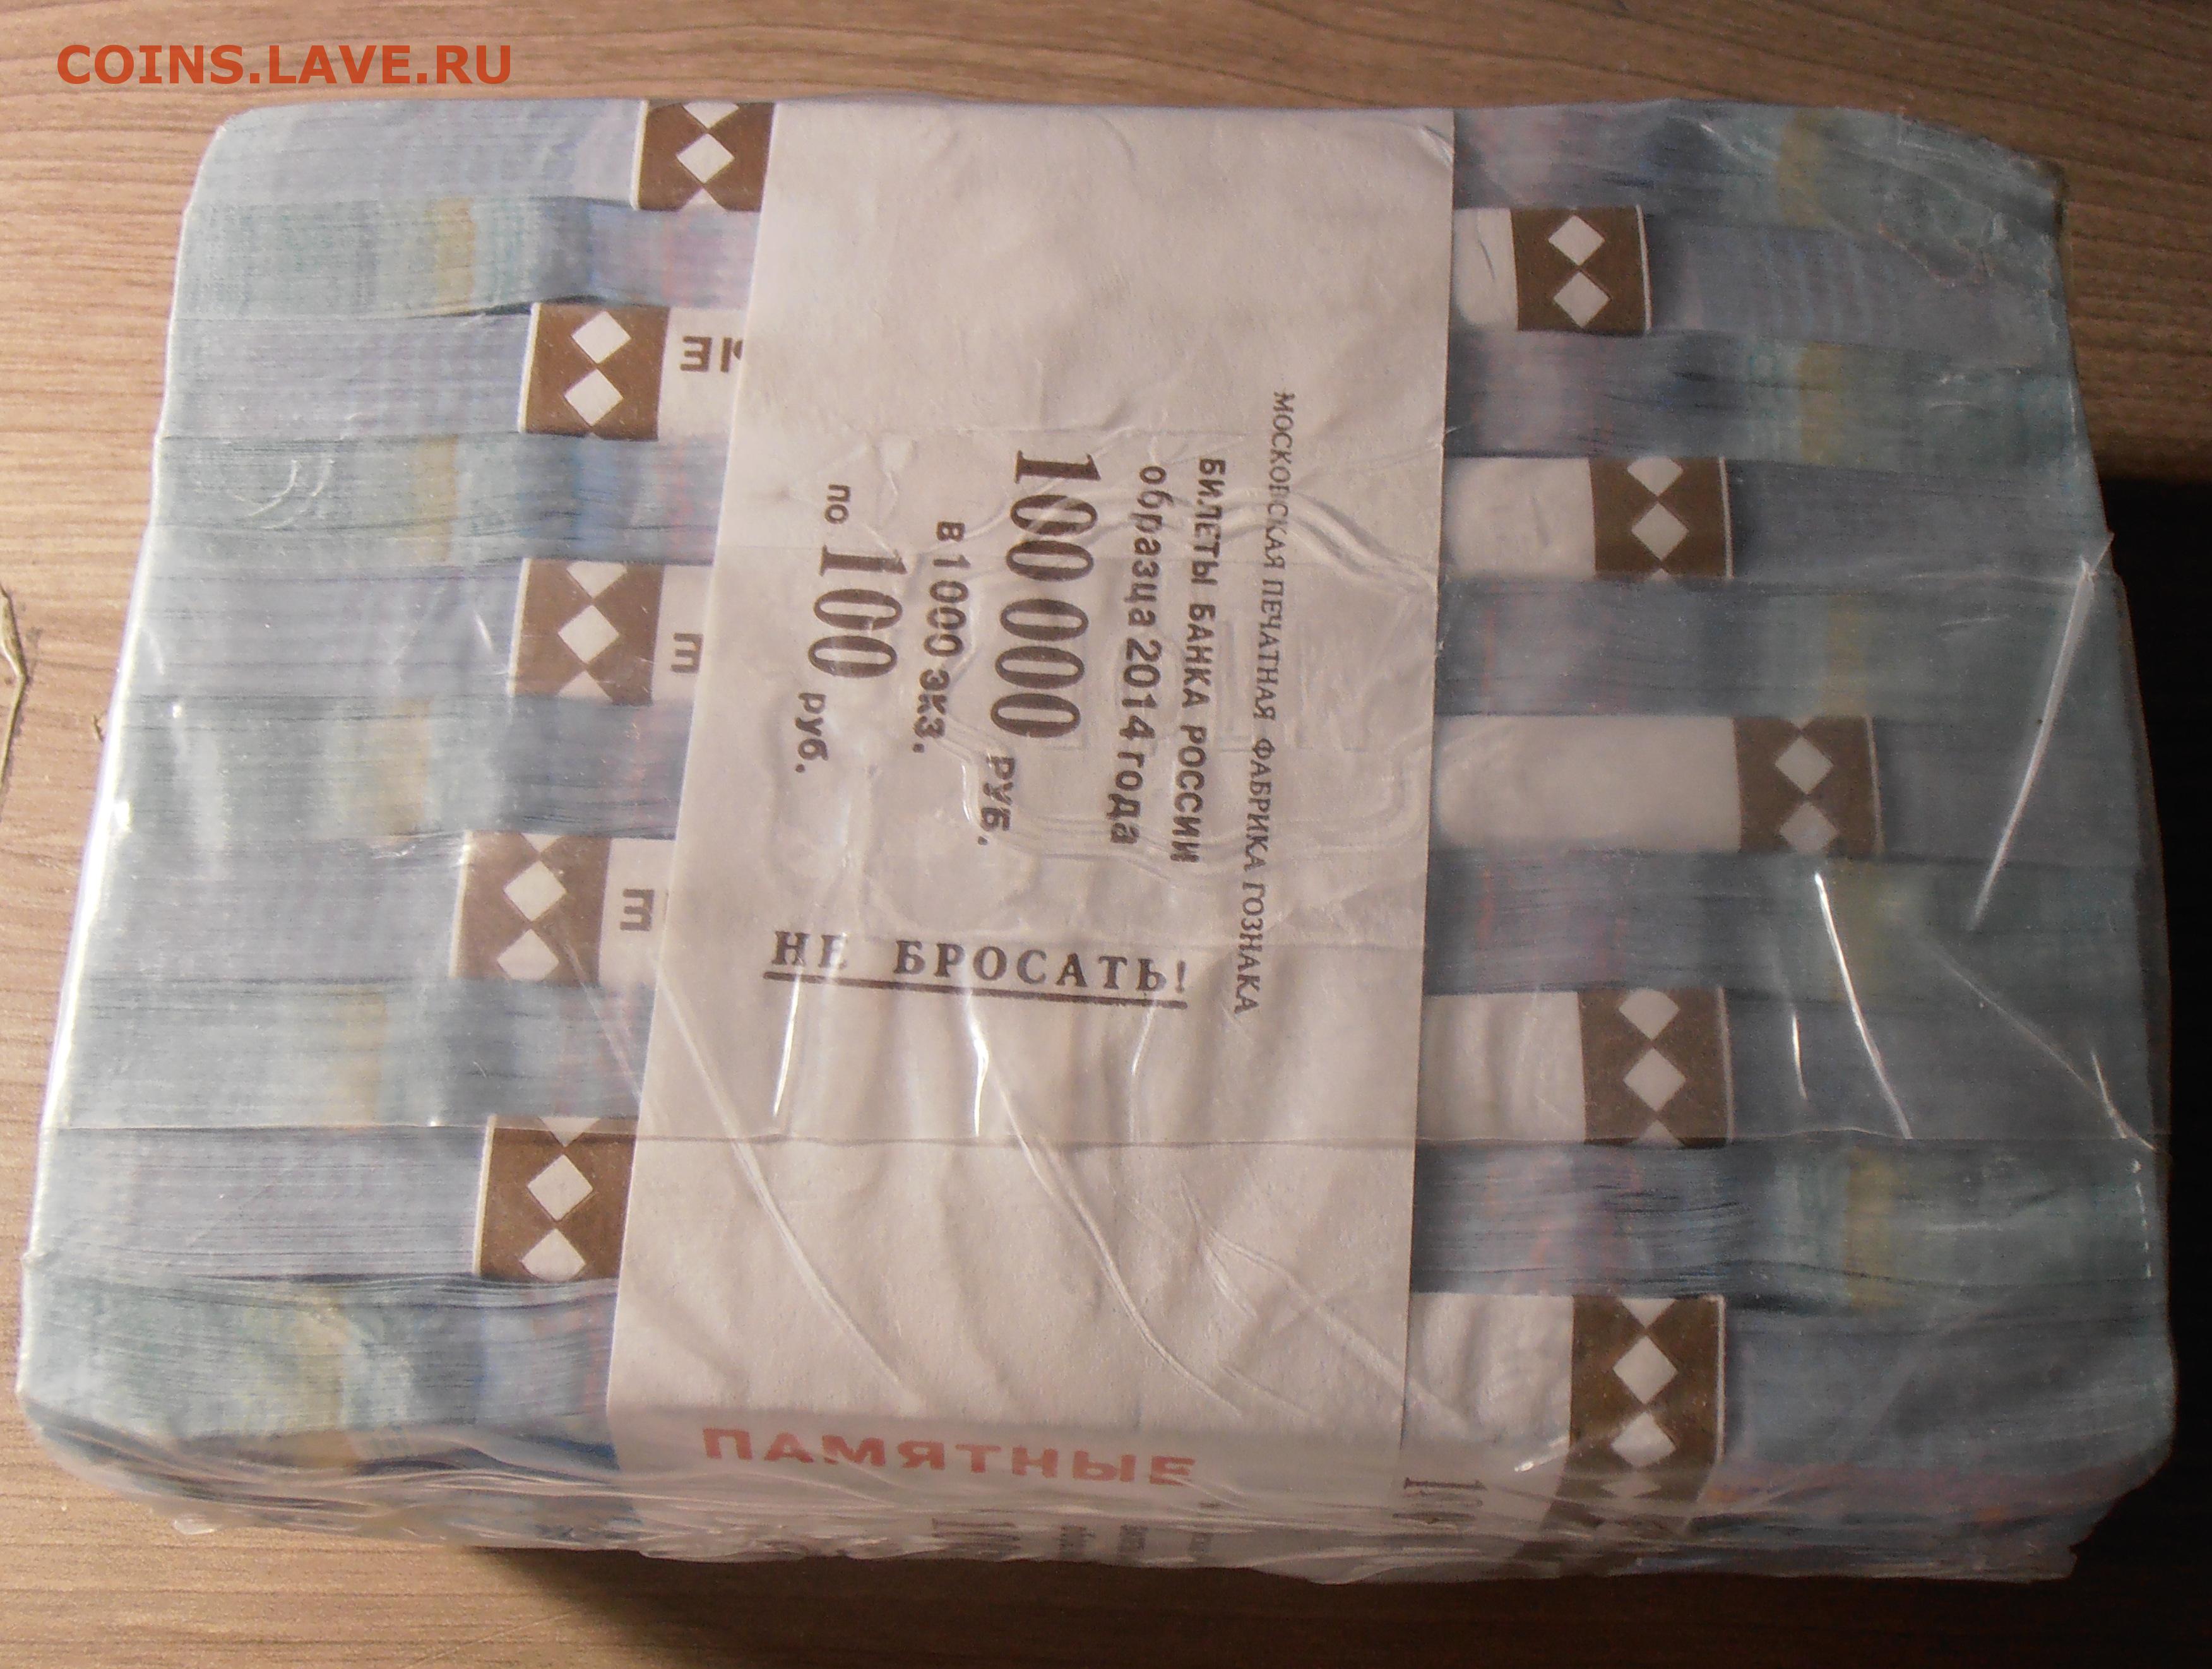 COINS.LAVE.RU
МОСКОВСКАЯ ПЕЧАТНАЯ ФАБРИКА ГОЗНАКА
БИЛЕТЫ БАНКА РОССИИ
образца 2014 года
100 000 РУБ.
В 1000 ЭКЗ.
по 100 руб.
НЕ БРОСАТЬ!
ПАМЯТНЫЕ